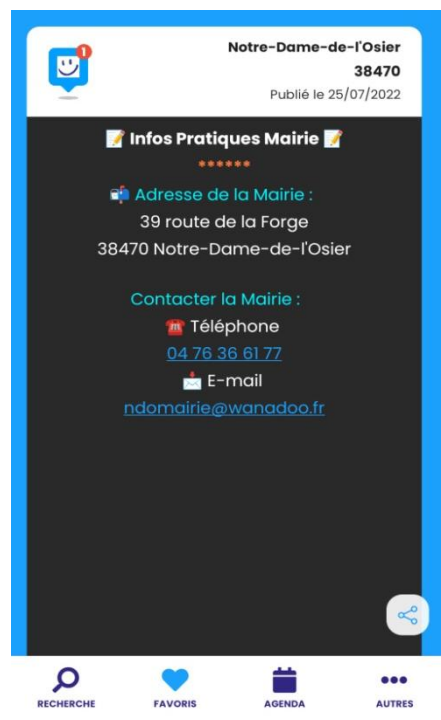 1
Notre-Dame-de-l'Osier
38470
Publié le 25/07/2022
📝 Infos Pratiques Mairie 📝
******
📬 Adresse de la Mairie :
39 route de la Forge
38470 Notre-Dame-de-l'Osier
Contacter la Mairie :
☎️ Téléphone
04 76 36 61 77
📩 E-mail
ndomairie@wanadoo.fr
RECHERCHE FAVORIS AGENDA AUTRES